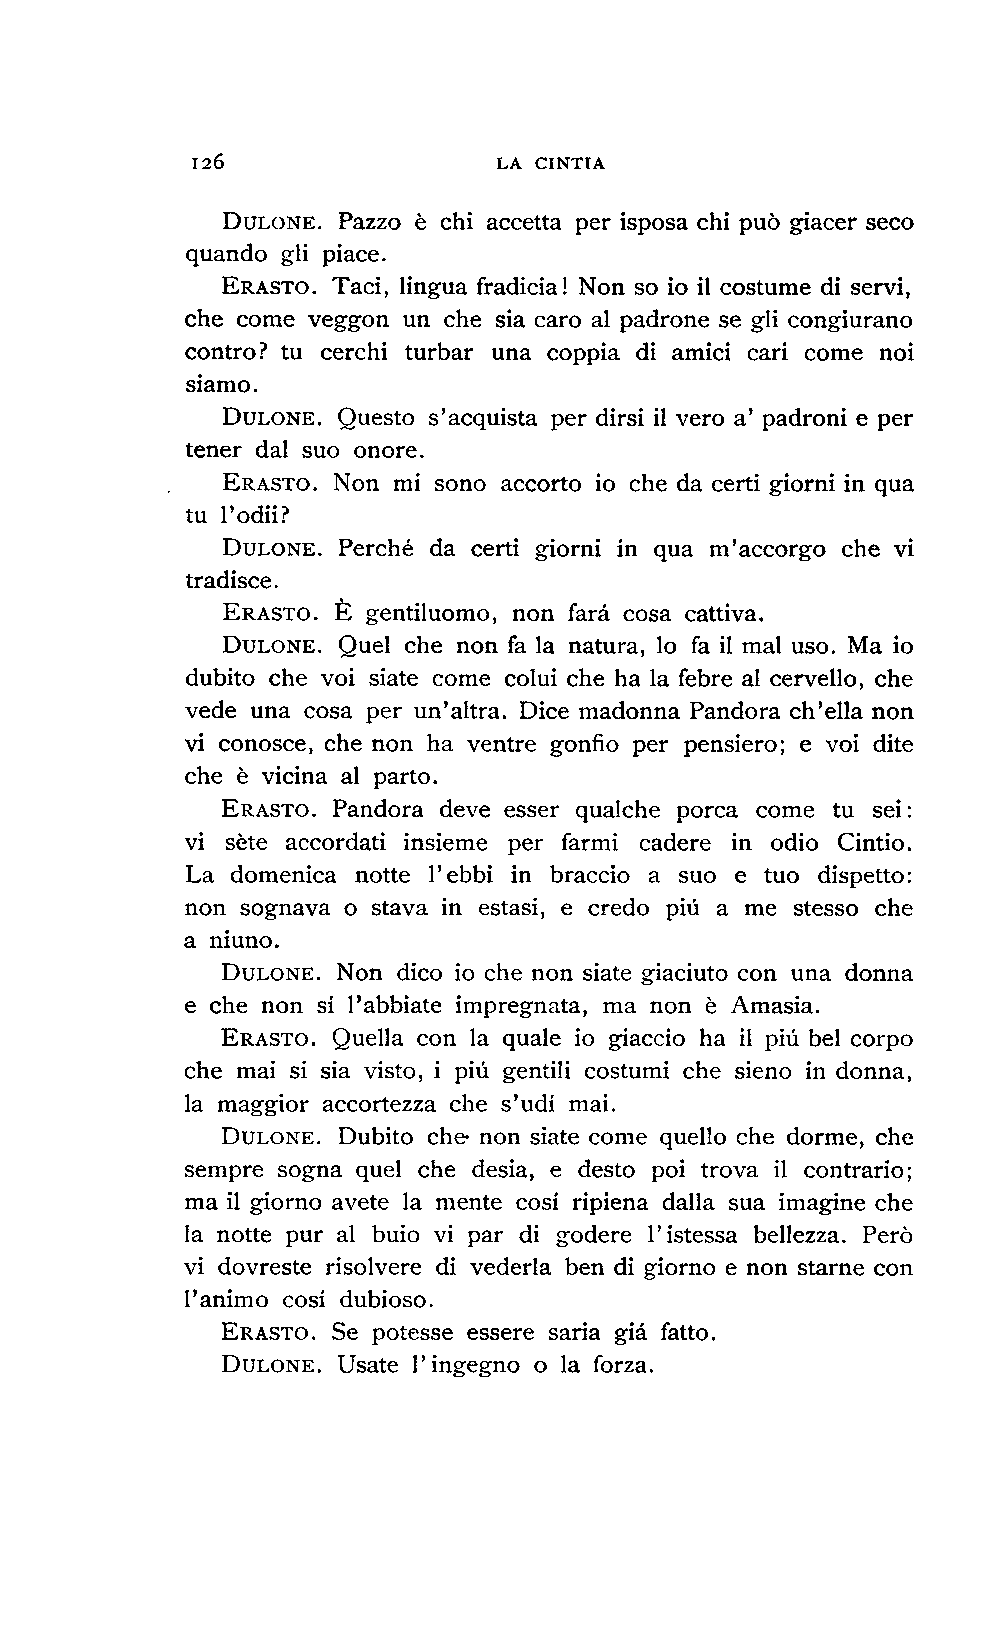 126 LA CINTIA
DULONE. Pazzo è chi accetta per isposa chi può giacer seco
quando gli piace.
ERASTO. Taci, lingua fradicia! Non so io il costume di servi,
che come veggon un che sia caro al padrone se gli congiurano
contro? tu cerchi turbar una coppia di amici cari come noi
siamo.
DULONE. Questo s'acquista per dirsi il vero a' padroni e per
tener dal suo onore.
ERASTO. Non mi sono accorto io che da certi giorni in qua
tu l'odii?
DULONE. Perché da certi giorni in qua m'accorgo che vi
tradisce.
ERASTO. È gentiluomo, non fará cosa cattiva.
DULONE. Quel che non fa la natura, lo fa il mal uso. Ma io
dubito che voi siate come colui che ha la febre al cervello, che
vede una cosa per un'altra. Dice madonna Pandora ch'ella non
vi conosce, che non ha ventre gonfio per pensiero; e voi dite
che è vicina al parto.
ERASTO. Pandora deve esser qualche porca come tu sei:
vi sète accordati insieme per farmi cadere in odio Cintio.
La domenica notte l'ebbi in braccio a suo e tuo dispetto:
non sognava o stava in estasi, e credo piú a me stesso che
a niuno.
DULONE. Non dico io che non siate giaciuto con una donna
e che non si l'abbiate impregnata, ma non è Amasia.
ERASTO. Quella con la quale io giaccio ha il piú bel corpo
che mai si sia visto, i piú gentili costumi che sieno in donna,
la maggior accortezza che s'udí mai.
DULONE. Dubito che non siate come quello che dorme, che
sempre sogna quel che desia, e desto poi trova il contrario;
ma il giorno avete la mente cosí ripiena dalla sua imagine che
la notte pur al buio vi par di godere l'istessa bellezza. Però
vi dovreste risolvere di vederla ben di giorno e non starne con
l'animo cosí dubioso.
ERASTO. Se potesse essere saria giá fatto.
DULONE. Usate l'ingegno o la forza.